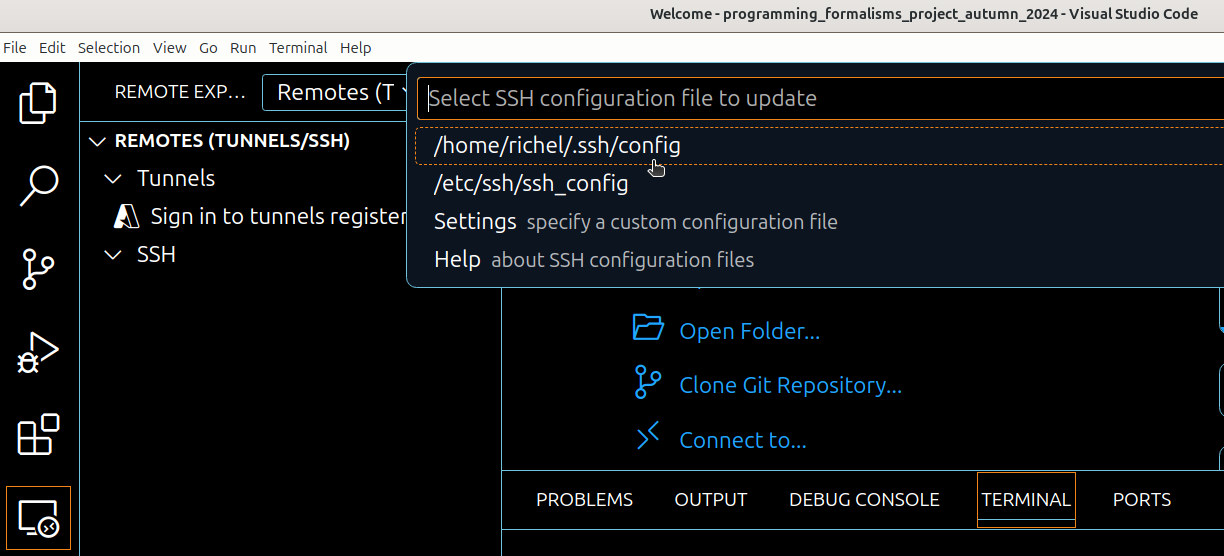 Welcome - programming_formalisms_project_autumn_2024 - Visual Studio Code
File Edit Selection View Go Run Terminal Help
REMOTE EXP... Remotes (T
Select SSH configuration file to update
REMOTES (TUNNELS/SSH)
/home/richel/.ssh/config
Tunnels
/etc/ssh/ssh_config
Sign in to tunnels register
Settings specify a custom configuration file
SSH
Help about SSH configuration files
Open Folder...
Clone Git Repository...
Connect to...
PROBLEMS OUTPUT DEBUG CONSOLE TERMINAL PORTS